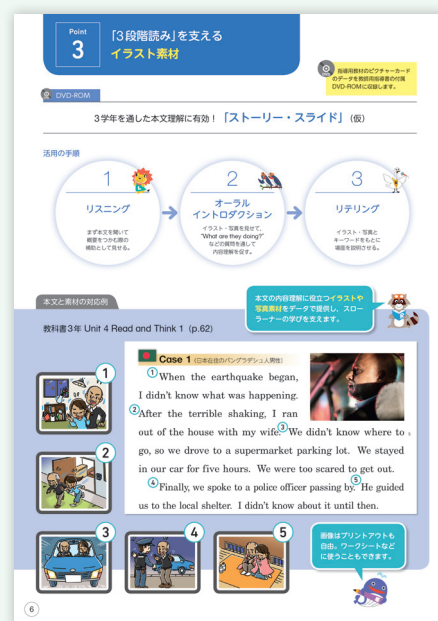 Point
3
「3段階読み」を支える
イラスト素材
指導用教材のピクチャーカード
のデータを教師用指導書の付属
DVD-ROMに収録します。
DVD-ROM
3学年を通した本文理解に有効！「ストーリー・スライド」（仮）
活用の手順
1
リスニング
まず本文を聞いて
概要をつかむ際の
補助として見せる。
2
オーラル
イントロダクション
イラスト・写真を見せて、
"What are they doing?"
などの質問を通して
内容理解を促す。
3
リテリング
イラスト・写真と
キーワードをもとに
場面を説明させる。
本文と素材の対応例
本文の内容理解に役立つイラストや
写真素材をデータで提供し、スロー
ラーナーの学びを支えます。
教科書3年 Unit 4 Read and Think 1（p.62）
Case 1（日本在住のバングラデシュ人男性）
①When the earthquake began,
I didn't know what was happening.
②After the terrible shaking, I ran
out of the house with my wife. ③We didn't know where to 5
go, so we drove to a supermarket parking lot. We stayed
in our car for five hours. We were too scared to get out.
④Finally, we spoke to a police officer passing by. ⑤He guided
us to the local shelter. I didn't know about it until then.
1
2
3
4
5
画像はプリントアウトも
自由。ワークシートなど
に使うこともできます。
6